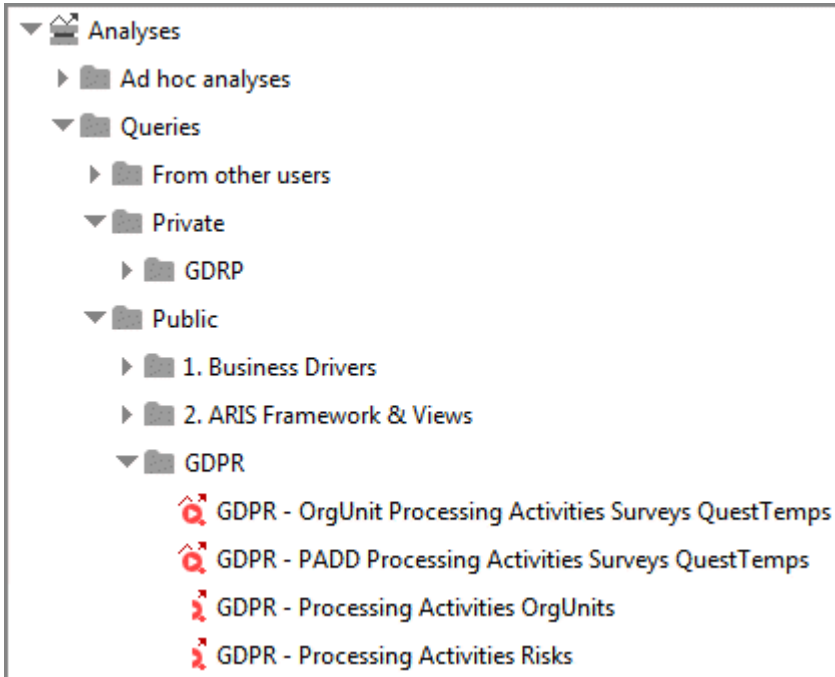 Analyses
Ad hoc analyses
Queries
From other users
Private
GDRP
Public
1. Business Drivers
2. ARIS Framework & Views
GDPR
GDPR - OrgUnit Processing Activities Surveys QuestTemps
GDPR - PADD Processing Activities Surveys QuestTemps
GDPR - Processing Activities OrgUnits
GDPR - Processing Activities Risks